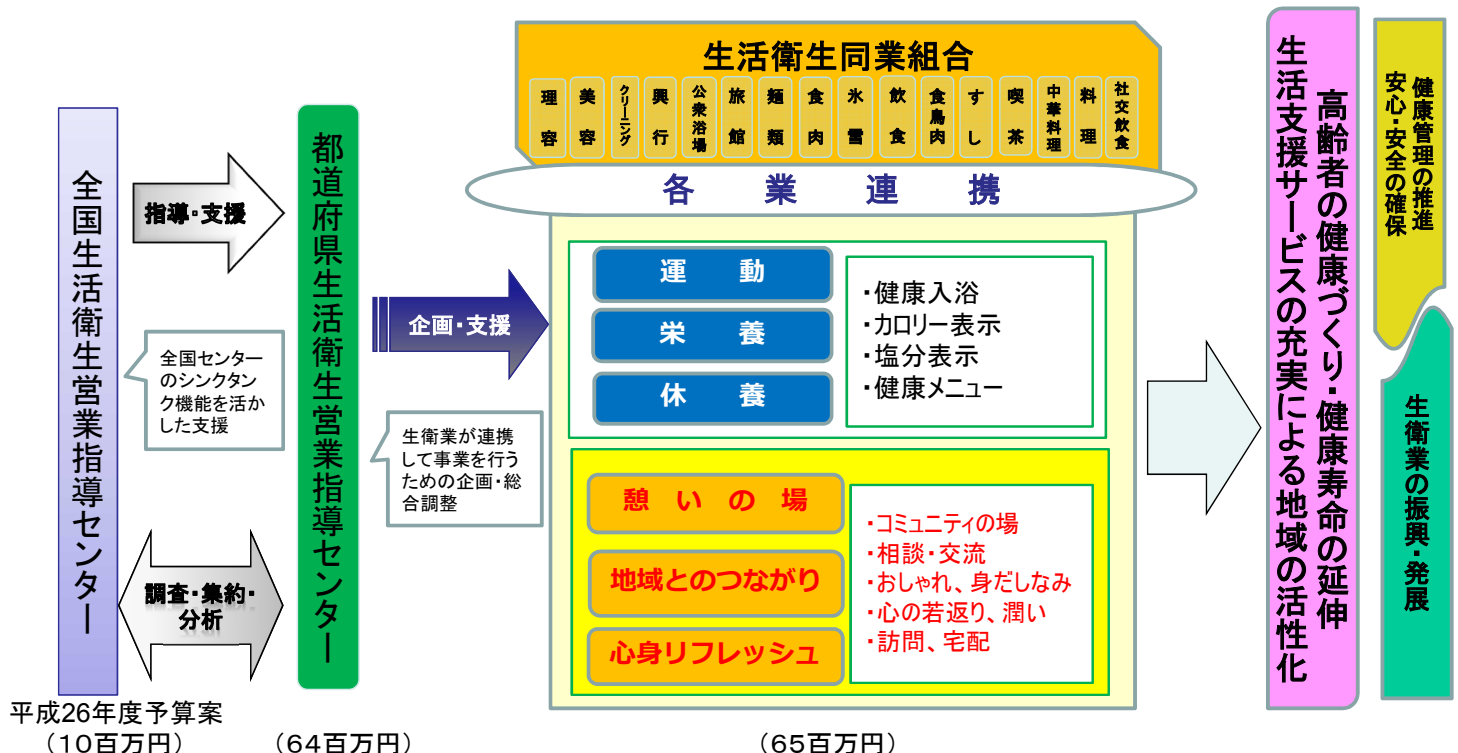 生活衛生同業組合
理容
美容
クリーニング
興行
公衆浴場
旅館
麺類
食肉
氷雪
飲食
食鳥肉
すし
喫茶
中華料理
料理
社交飲食
各業連携
全国生活衛生営業指導センター
指導・支援
全国センター
のシンクタン
ク機能を活か
した支援
調査・集約・
分析
都道府県生活衛生営業指導センター
企画・支援
生衛業が連携
して事業を行う
ための企画・総
合調整
運動
栄養
休養
・健康入浴
・カロリー表示
・塩分表示
・健康メニュー
憩いの場
地域とのつながり
心身リフレッシュ
・コミュニティの場
・相談・交流
・おしゃれ、身だしなみ
・心の若返り、潤い
・訪問、宅配
高齢者の健康づくり・健康寿命の延伸
生活支援サービスの充実による地域の活性化
健康管理の推進
安心・安全の確保
生衛業の振興・発展
平成26年度予算案
（10百万円）
（64百万円）
（65百万円）